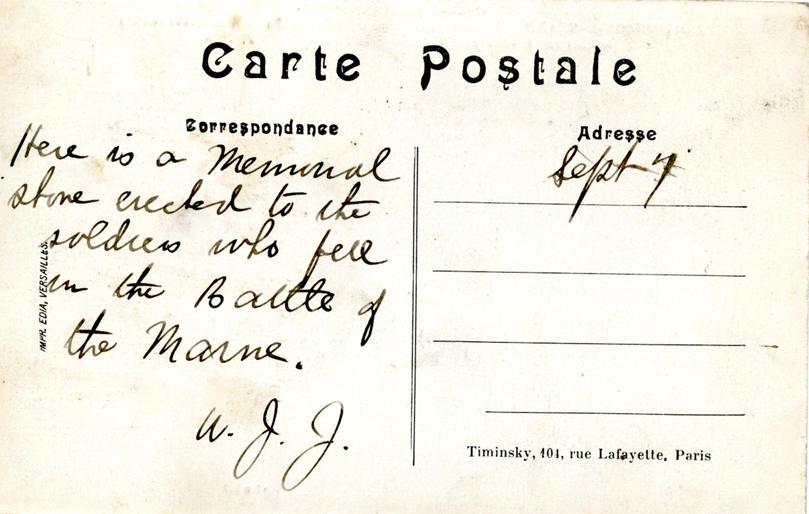 Carte Postale
Correspondance
Adresse
Here is a Memorial
stone erected to the
soldiers who fell
in the Battle of
the Marne.
W. J. J.
Sept 7
IMPR. EDIA, VERSAILLES.
Timinsky, 101, rue Lafayette, Paris